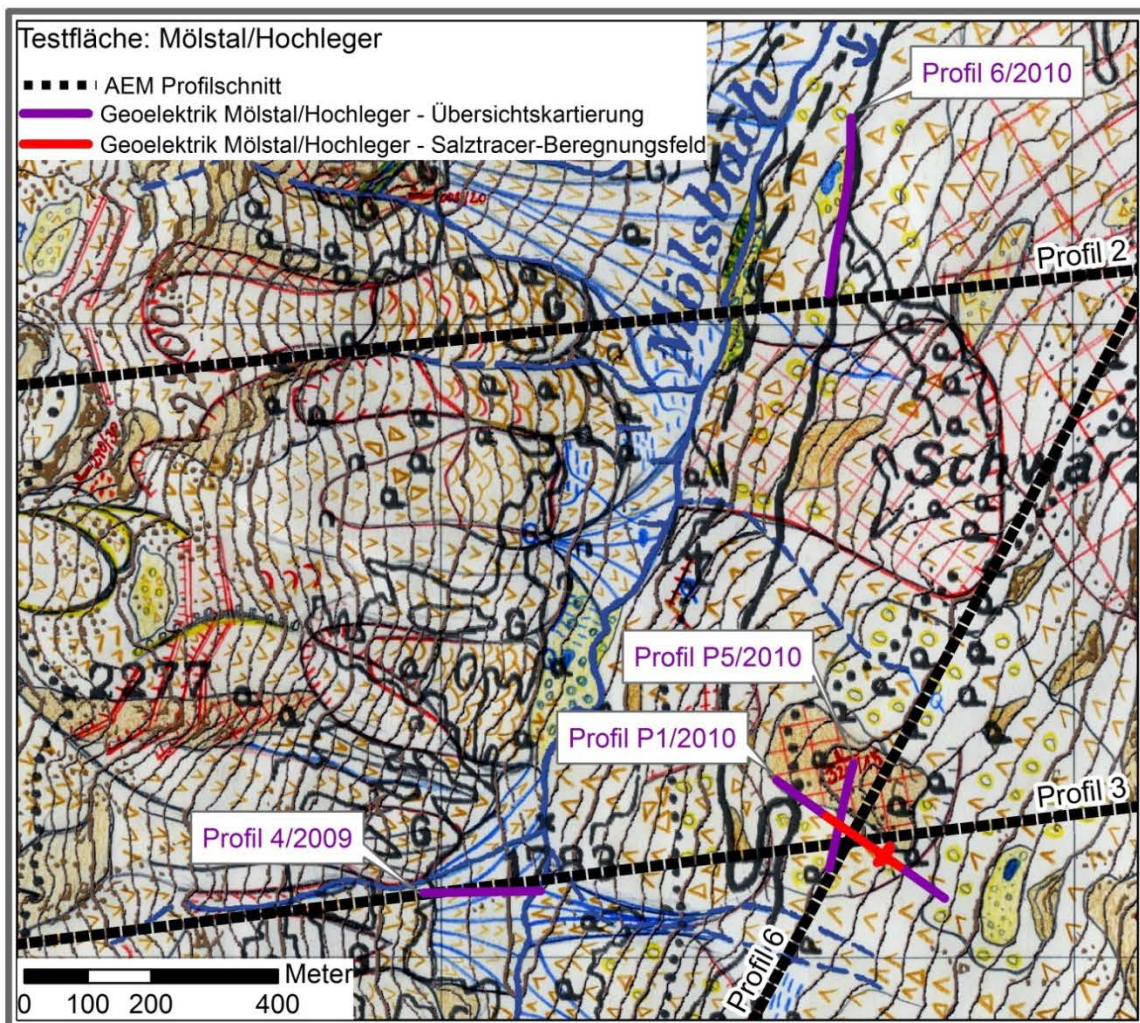 Testfläche: Mölstal/Hochleger
AEM Profilschnitt
Geoelektrik Mölstal/Hochleger - Übersichtskartierung
Geoelektrik Mölstal/Hochleger - Salztracer-Beregnungsfeld
Profil 6/2010
Mölsbach
Profil 2
Schwarz
2277
Profil P5/2010
Profil P1/2010
Profil 3
Profil 4/2009
1783
Profil 6
Meter
0 100 200 400